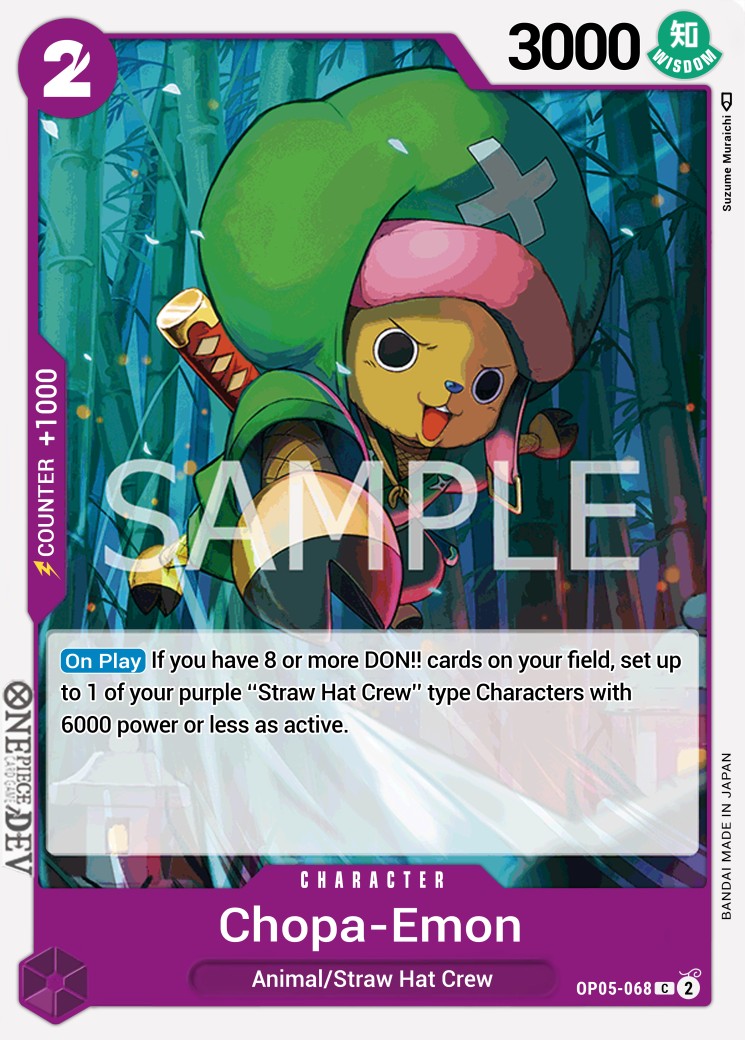 2
3000
知
WISDOM
Suzume Muraichi
COUNTER +1000
SAMPLE
On Play If you have 8 or more DON!! cards on your field, set up
to 1 of your purple “Straw Hat Crew” type Characters with
6000 power or less as active.
ONE PIECE
CARD GAME
DEV
BANDAI MADE IN JAPAN
CHARACTER
Chopa-Emon
Animal/Straw Hat Crew
OP05-068 C 2